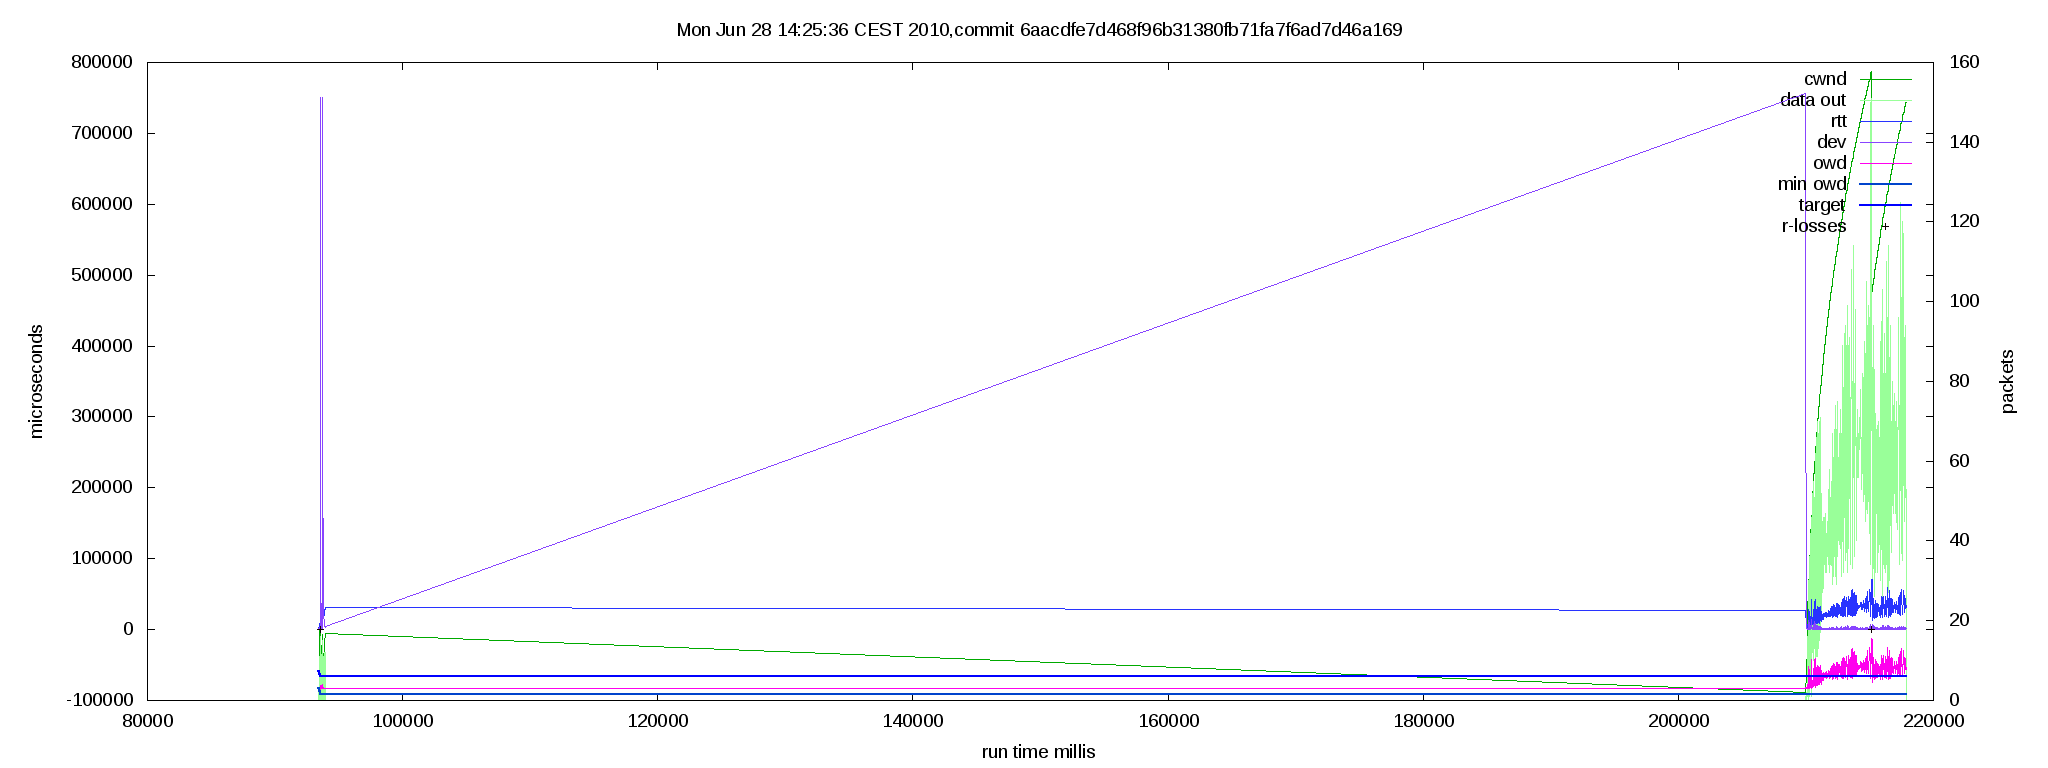 Mon Jun 28 14:25:36 CEST 2010,commit 6aacdfe7d468f96b31380fb71fa7f6ad7d46a169
800000
700000
600000
500000
400000
300000
200000
100000
0
-100000
microseconds
160
140
120
100
80
60
40
20
0
packets
cwnd
data out
rtt
dev
owd
min owd
target
r-losses
80000 100000 120000 140000 160000 180000 200000 220000
run time millis